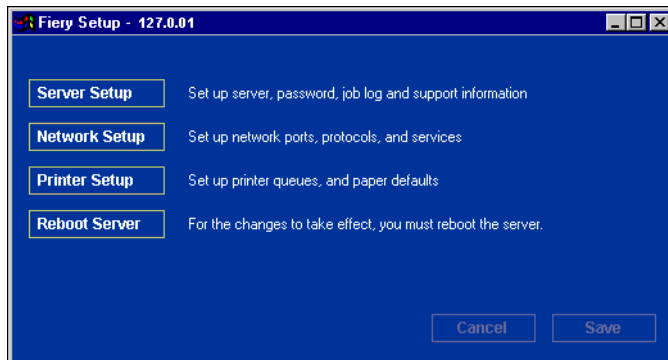 Fiery Setup - 127.0.01
Server Setup Set up server, password, job log and support information
Network Setup Set up network ports, protocols, and services
Printer Setup Set up printer queues, and paper defaults
Reboot Server For the changes to take effect, you must reboot the server.
Cancel Save